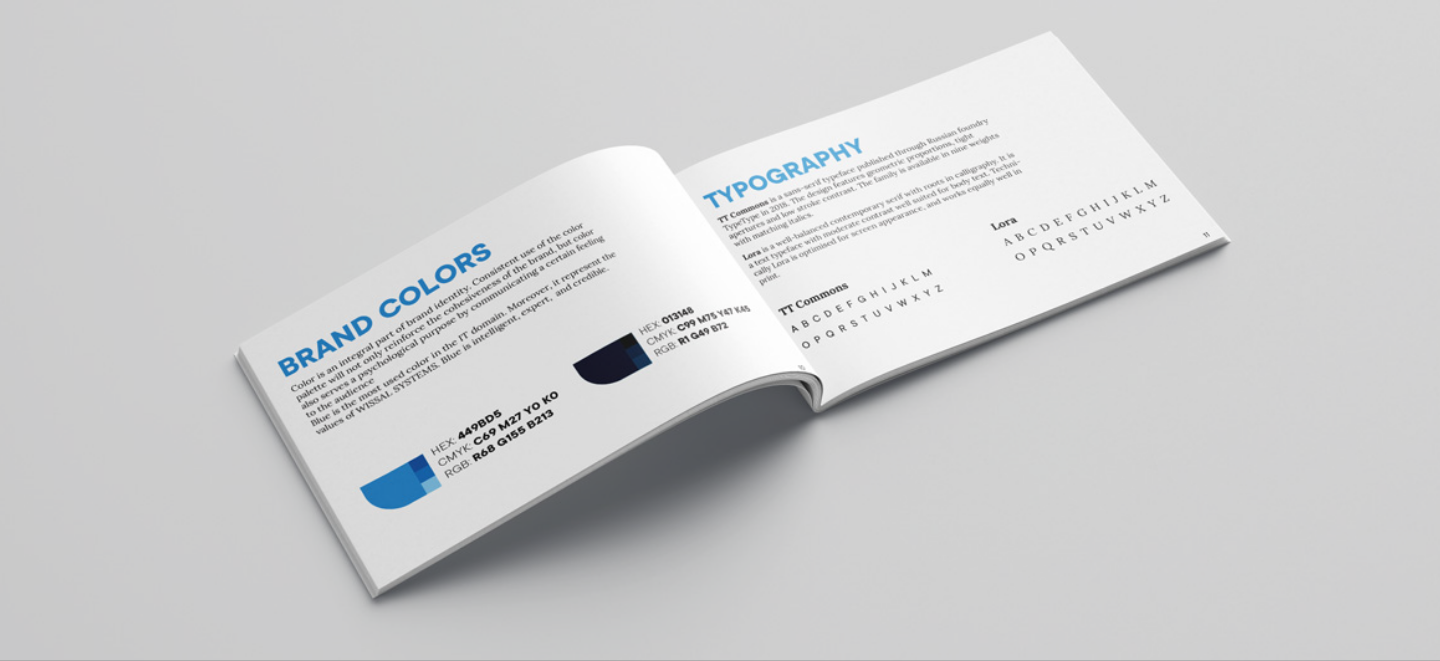 BRAND COLORS
Color is an integral part of brand identity. Consistent use of the color
palette will not only reinforce the cohesiveness of the brand, but color
also serves a psychological purpose by communicating a certain feeling
to the audience
Blue is the most used color in the IT domain. Moreover, it represent the
values of WISSAL SYSTEMS. Blue is intelligent, expert, and credible.
HEX: 449BD5
CMYK: C69 M27 Y0 K0
RGB: R68 G155 B213
HEX: 013148
CMYK: C99 M75 Y47 K45
RGB: R1 G49 B72
10
TYPOGRAPHY
TT Commons is a sans-serif typeface published through Russian foundry
TypeType in 2018. The design features geometric proportions, tight
apertures and low stroke contrast. The family is available in nine weights
with matching italics.
Lora is a well-balanced contemporary serif with roots in calligraphy. It is
a text typeface with moderate contrast well suited for body text. Techni-
cally Lora is optimised for screen appearance, and works equally well in
print.
TT Commons
A B C D E F G H I J K L M
O P Q R S T U V W X Y Z
Lora
A B C D E F G H I J K L M
O P Q R S T U V W X Y Z
11